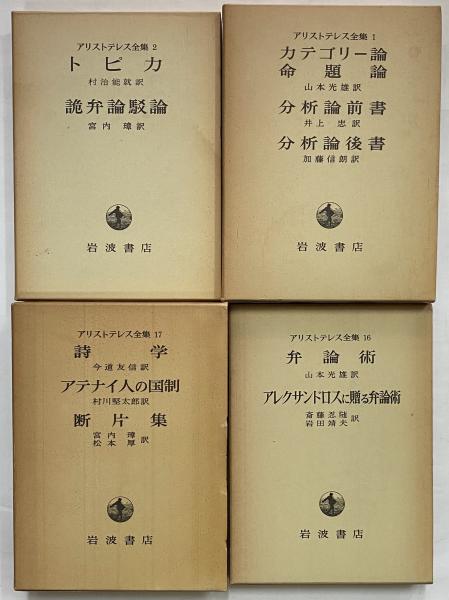 アリストテレス全集 2
トピカ
村治能就訳
詭弁論駁論
宮内 璋訳
岩波書店
アリストテレス全集 1
カテゴリー論
命題論
山本光雄訳
分析論前書
井上 忠訳
分析論後書
加藤信朗訳
岩波書店
アリストテレス全集 17
詩学
今道友信訳
アテナイ人の国制
村川堅太郎訳
断片集
宮内 璋
松本 厚訳
岩波書店
アリストテレス全集 16
弁論術
山本光雄訳
アレクサンドロスに贈る弁論術
斎藤忍随
岩田靖夫訳
岩波書店